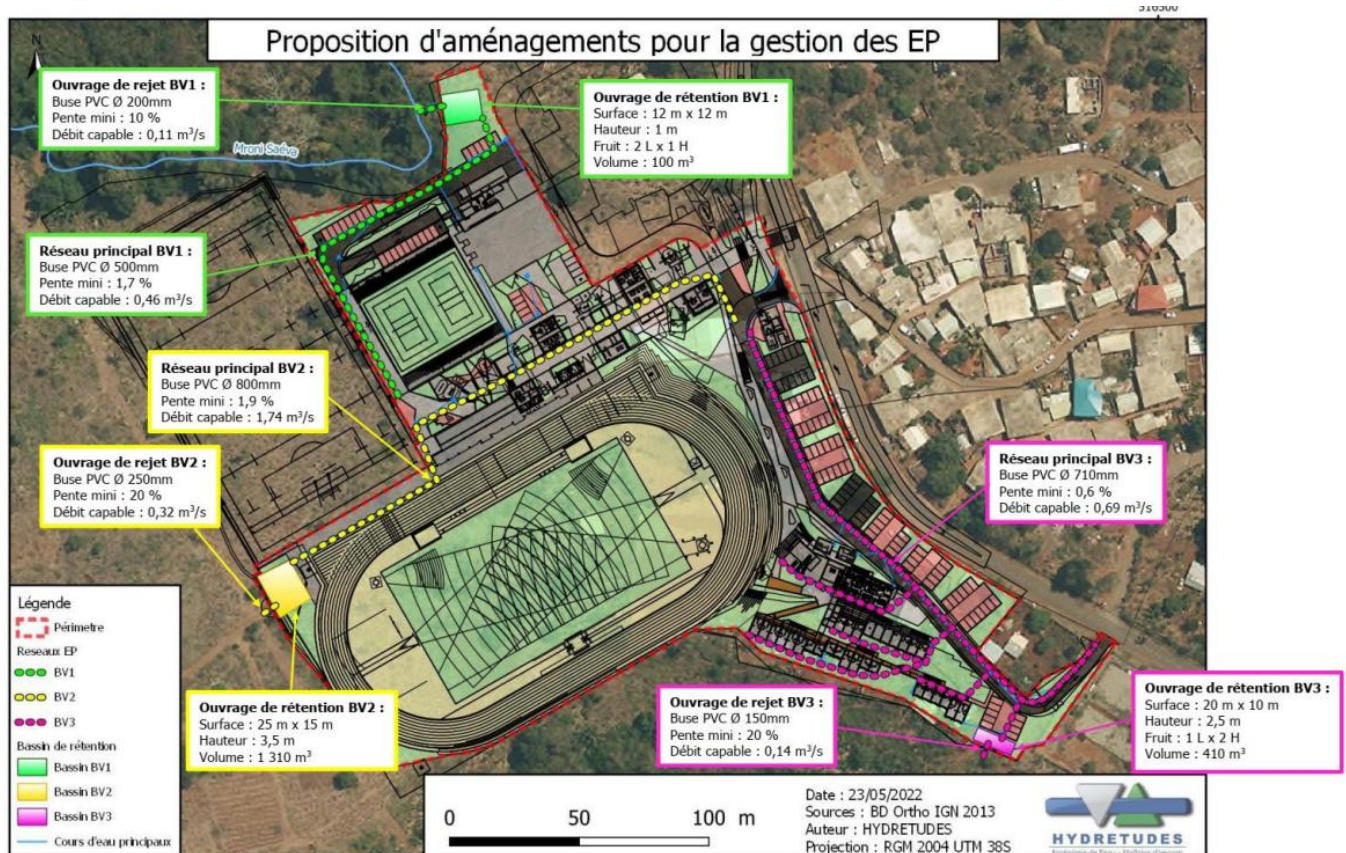 316500
Proposition d'aménagements pour la gestion des EP
N
Ouvrage de rejet BV1 :
Buse PVC Ø 200mm
Pente mini : 10 %
Débit capable : 0,11 m³/s
Ouvrage de rétention BV1 :
Surface : 12 m x 12 m
Hauteur : 1 m
Fruit : 2 L x 1 H
Volume : 100 m³
Mroni Saéva
Réseau principal BV1 :
Buse PVC Ø 500mm
Pente mini : 1,7 %
Débit capable : 0,46 m³/s
Réseau principal BV2 :
Buse PVC Ø 800mm
Pente mini : 1,9 %
Débit capable : 1,74 m³/s
Ouvrage de rejet BV2 :
Buse PVC Ø 250mm
Pente mini : 20 %
Débit capable : 0,32 m³/s
Réseau principal BV3 :
Buse PVC Ø 710mm
Pente mini : 0,6 %
Débit capable : 0,69 m³/s
Ouvrage de rétention BV2 :
Surface : 25 m x 15 m
Hauteur : 3,5 m
Volume : 1 310 m³
Ouvrage de rejet BV3 :
Buse PVC Ø 150mm
Pente mini : 20 %
Débit capable : 0,14 m³/s
Ouvrage de rétention BV3 :
Surface : 20 m x 10 m
Hauteur : 2,5 m
Fruit : 1 L x 2 H
Volume : 410 m³
Légende
Périmetre
Reseaux EP
BV1
BV2
BV3
Bassin de rétention
Bassin BV1
Bassin BV2
Bassin BV3
Cours d'eau principaux
0 50 100 m
Date : 23/05/2022
Sources : BD Ortho IGN 2013
Auteur : HYDRETUDES
Projection : RGM 2004 UTM 38S
HYDRETUDES